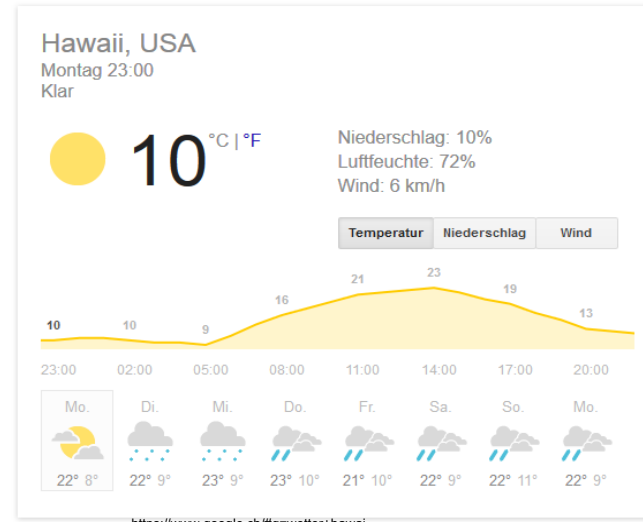 Hawaii, USA
Montag 23:00
Klar
10 °C | °F
Niederschlag: 10%
Luftfeuchte: 72%
Wind: 6 km/h
Temperatur Niederschlag Wind
10 10 9 16 21 23 19 13
23:00 02:00 05:00 08:00 11:00 14:00 17:00 20:00
Mo. Di. Mi. Do. Fr. Sa. So. Mo.
22° 8° 22° 9° 23° 9° 23° 10° 21° 10° 22° 9° 22° 11° 22° 9°